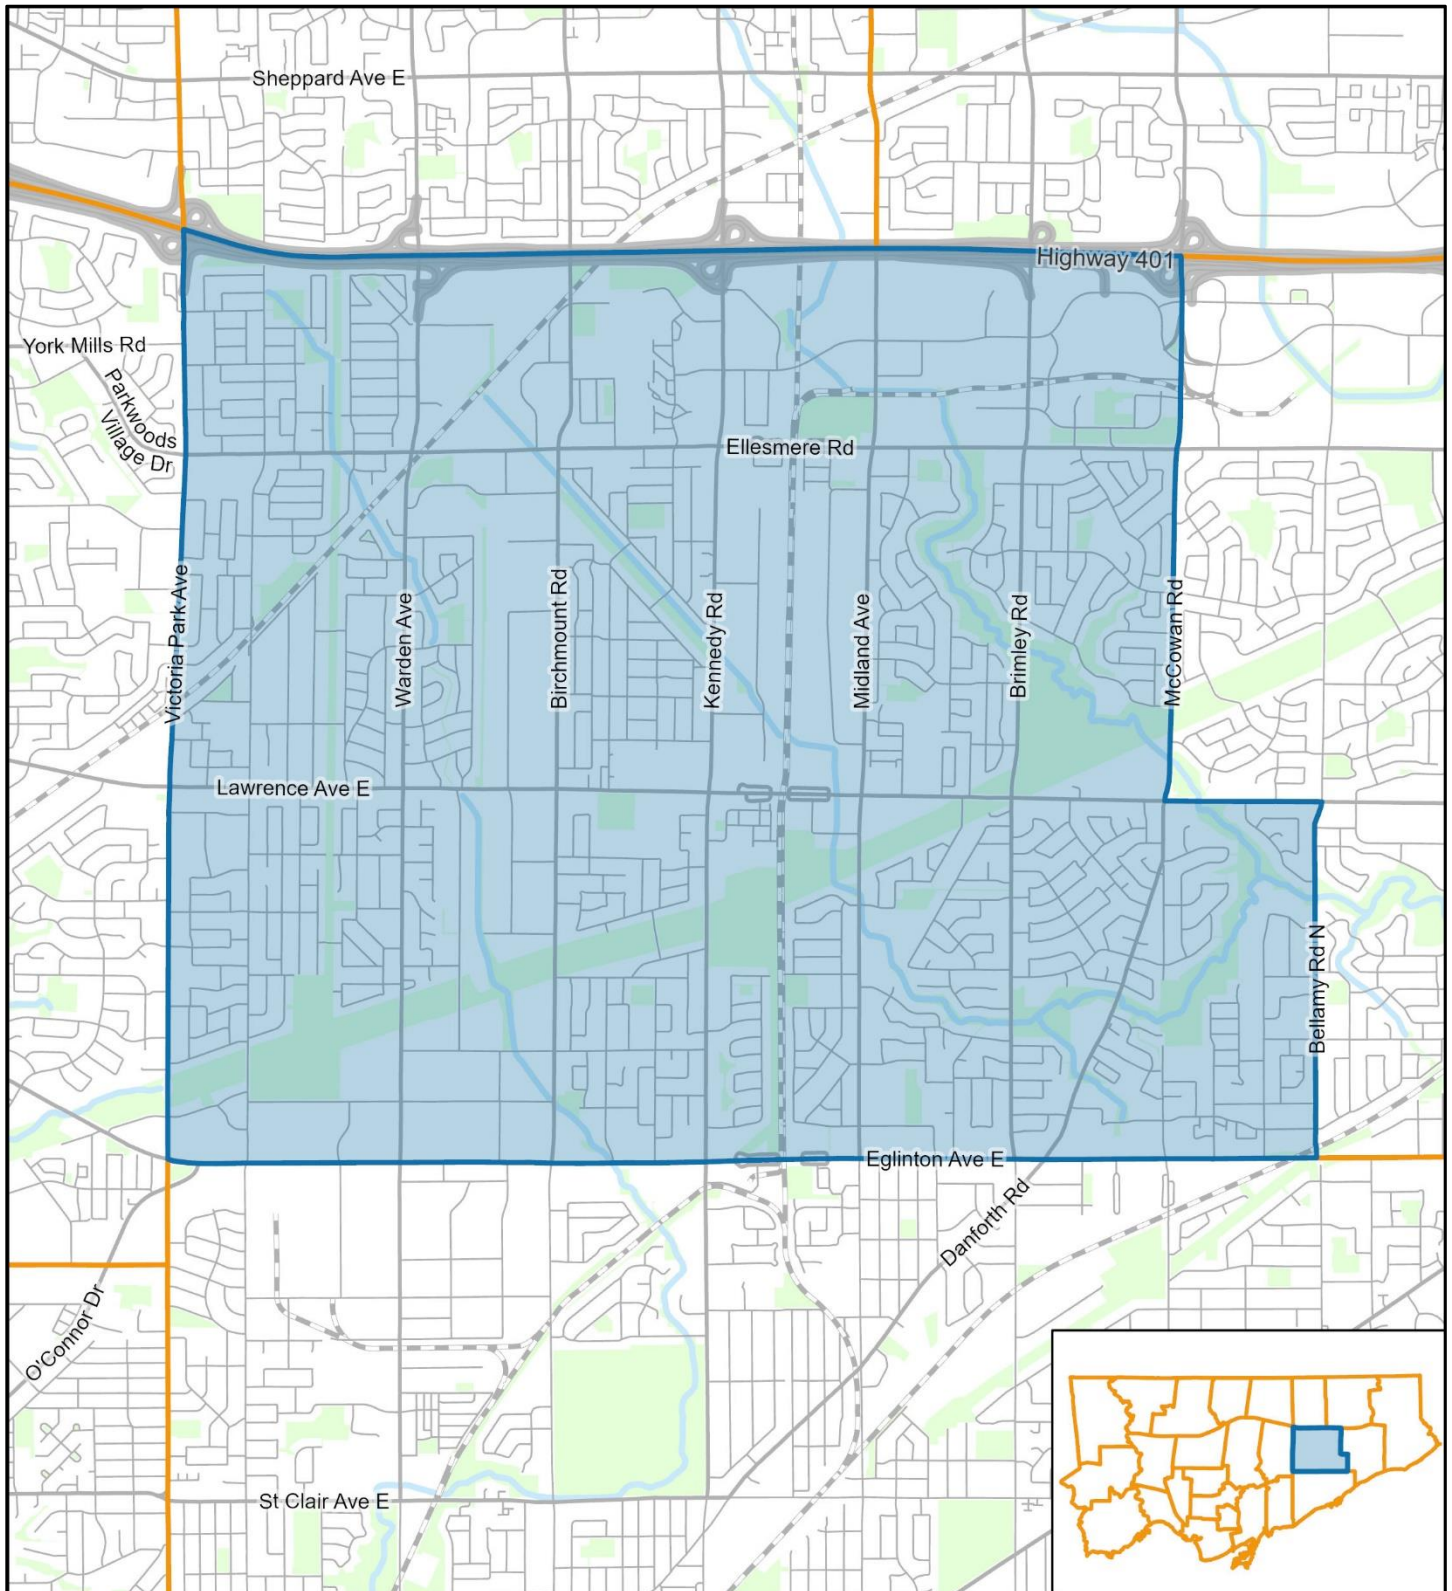 Sheppard Ave E
Highway 401
York Mills Rd
Parkwoods
Village Dr
Ellesmere Rd
Victoria Park Ave
Warden Ave
Birchmount Rd
Kennedy Rd
Midland Ave
Brimley Rd
McCowan Rd
Lawrence Ave E
Bellamy Rd N
Eglinton Ave E
Danforth Rd
O'Connor Dr
St Clair Ave E